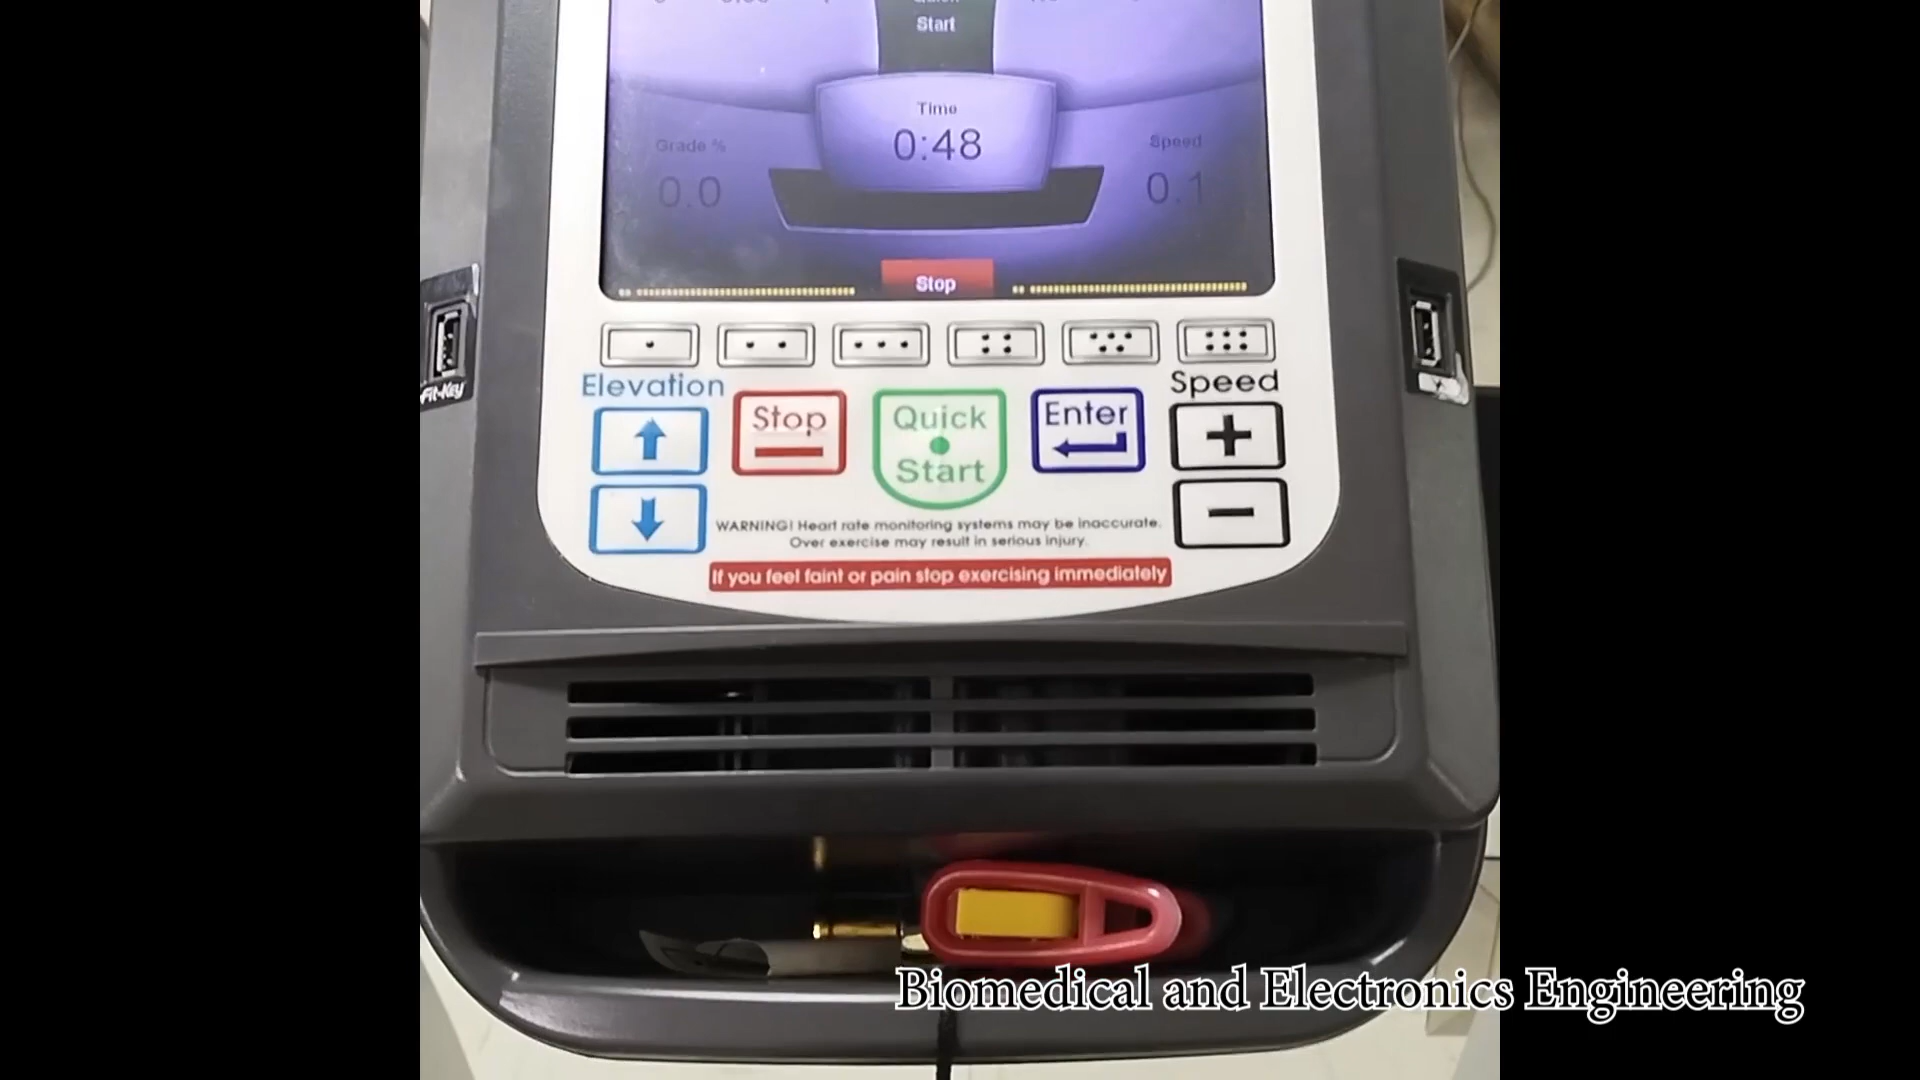 Start
Time
0:48
Grade %
0.0
Speed
0.1
Stop
Fit-Key
Elevation
Stop
Quick
Start
Enter
Speed
WARNING! Heart rate monitoring systems may be inaccurate.
Over exercise may result in serious injury.
If you feel faint or pain stop exercising immediately
Biomedical and Electronics Engineering